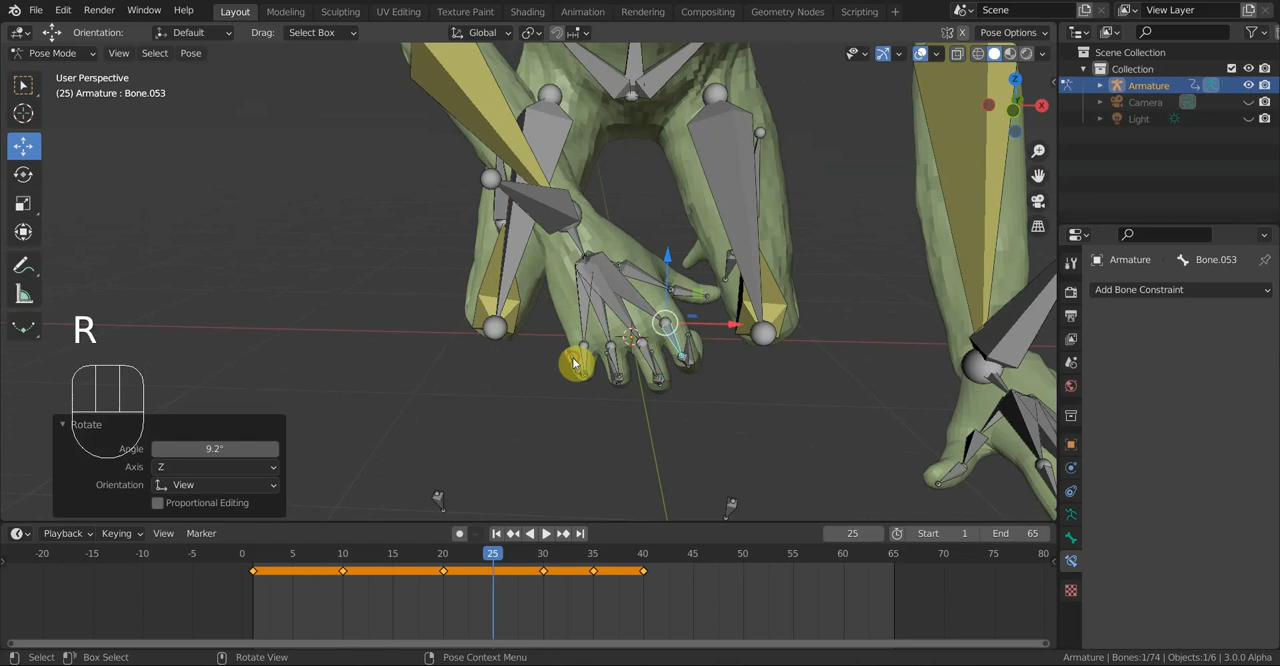 File Edit Render Window Help Layout Modeling Sculpting UV Editing Texture Paint Shading Animation Rendering Compositing Geometry Nodes Scripting + Scene View Layer
Orientation: Default Drag: Select Box Global Pose Options
Pose Mode View Select Pose
User Perspective
(25) Armature : Bone.053
Z
Y
X
Scene Collection
Collection
Armature
Camera
Light
Armature Bone.053
Add Bone Constraint
R
Rotate
Angle 9.2°
Axis Z
Orientation View
Proportional Editing
Playback Keying View Marker 25 Start 1 End 65
-20 -15 -10 -5 0 5 10 15 20 25 30 35 40 45 50 55 60 65 70 75 80
Select Box Select Rotate View Pose Context Menu Armature | Bones:1/74 | Objects:1/6 | 3.0.0 Alpha